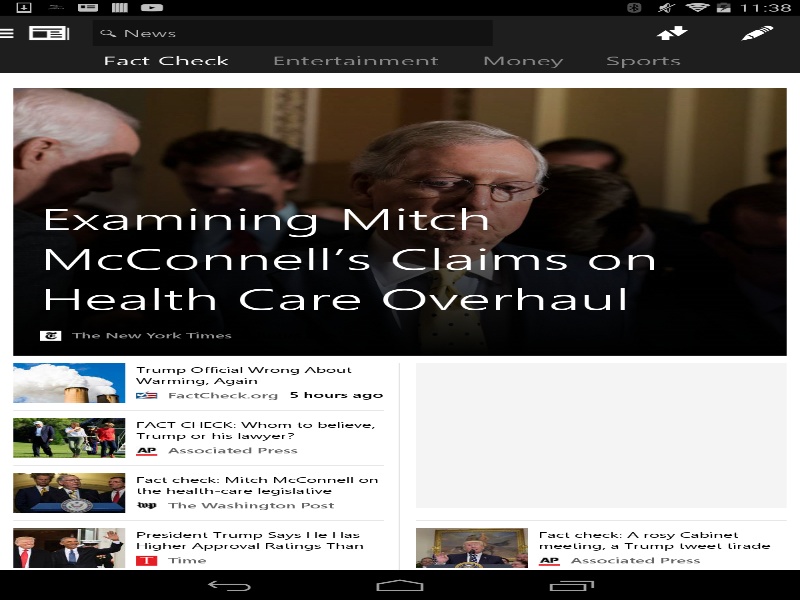 11:38
News
Fact Check Entertainment Money Sports
Examining Mitch
McConnell's Claims on
Health Care Overhaul
The New York Times
Trump Official Wrong About
Warming, Again
FactCheck.org 5 hours ago
FACT CHECK: Whom to believe,
Trump or his lawyer?
AP Associated Press
Fact check: Mitch McConnell on
the health-care legislative
wp The Washington Post
President Trump Says He Has
Higher Approval Ratings Than
T Time
Fact check: A rosy Cabinet
meeting, a Trump tweet tirade
AP Associated Press